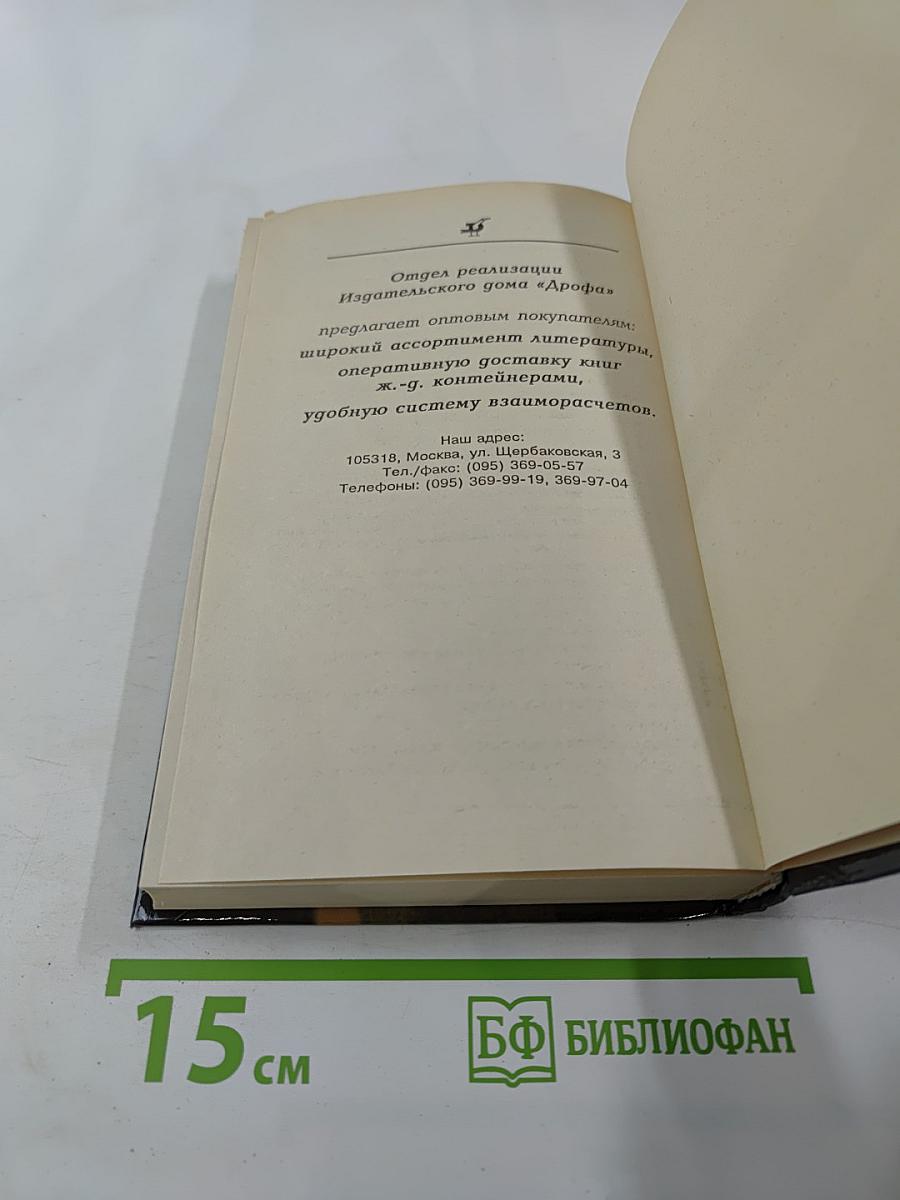 Отдел реализации
Издательского дома «Дрофа»
предлагает оптовым покупателям:
широкий ассортимент литературы,
оперативную доставку книг
ж.-д. контейнерами,
удобную систему взаиморасчетов.
Наш адрес:
105318, Москва, ул. Щербаковская, 3
Тел./факс: (095) 369-05-57
Телефоны: (095) 369-99-19, 369-97-04
15 см
БФ БИБЛИОФАН